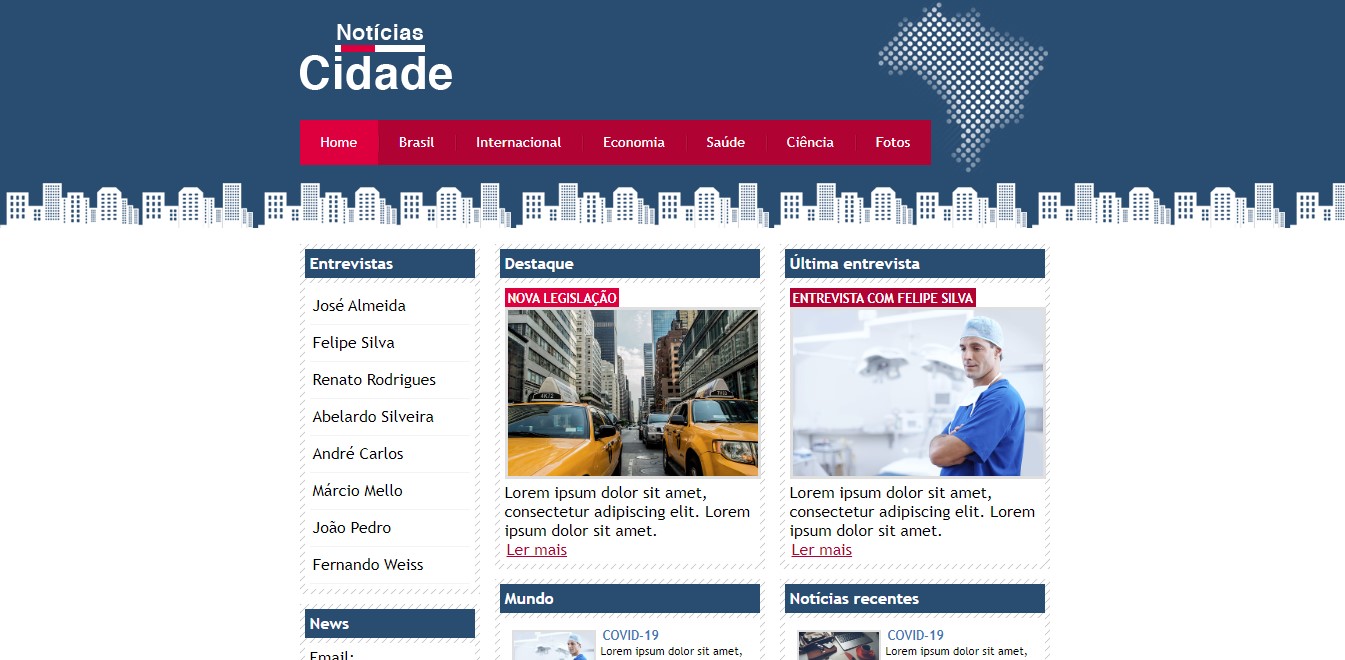 Notícias
Cidade
Home Brasil Internacional Economia Saúde Ciência Fotos
Entrevistas
José Almeida
Felipe Silva
Renato Rodrigues
Abelardo Silveira
André Carlos
Márcio Mello
João Pedro
Fernando Weiss
News
Email:
Destaque
NOVA LEGISLAÇÃO
Lorem ipsum dolor sit amet,
consectetur adipiscing elit. Lorem
ipsum dolor sit amet.
Ler mais
Última entrevista
ENTREVISTA COM FELIPE SILVA
Lorem ipsum dolor sit amet,
consectetur adipiscing elit. Lorem
ipsum dolor sit amet.
Ler mais
Mundo
COVID-19
Lorem ipsum dolor sit amet,
Notícias recentes
COVID-19
Lorem ipsum dolor sit amet,